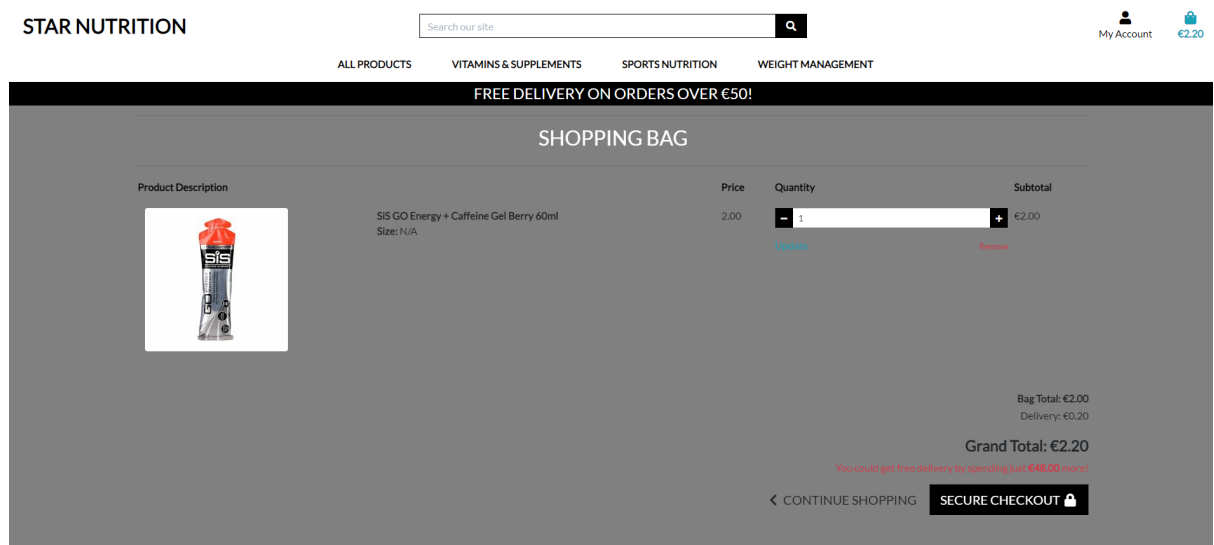 STAR NUTRITION
Search our site
My Account
€2.20
ALL PRODUCTS VITAMINS & SUPPLEMENTS SPORTS NUTRITION WEIGHT MANAGEMENT
FREE DELIVERY ON ORDERS OVER €50!
SHOPPING BAG
Product Description Price Quantity Subtotal
SiS GO Energy + Caffeine Gel Berry 60ml 2.00 1 €2.00
Size: N/A
Update Remove
SiS
GO
Bag Total: €2.00
Delivery: €0.20
Grand Total: €2.20
You could get free delivery by spending just €48.00 more!
CONTINUE SHOPPING SECURE CHECKOUT